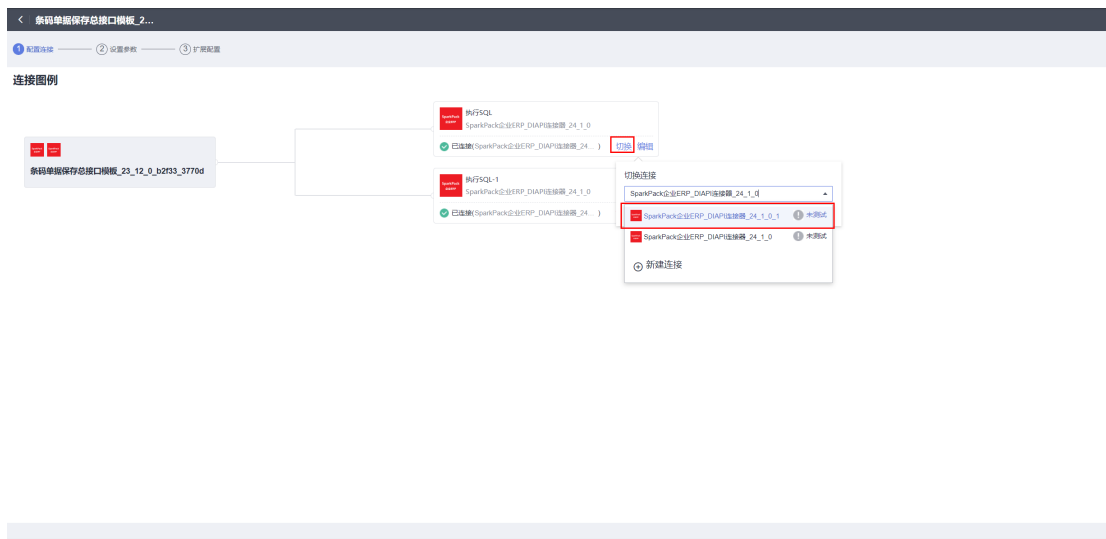 条码单据保存总接口模板_2...
1 配置连接
2 设置参数
3 扩展配置
连接图例
条码单据保存总接口模板_23_12_0_b2f33_3770d
执行SQL
SparkPack企业ERP_DIAPI连接器_24_1_0
已连接(SparkPack企业ERP_DIAPI连接器_24... )
切换 编辑
执行SQL-1
SparkPack企业ERP_DIAPI连接器_24_1_0
已连接(SparkPack企业ERP_DIAPI连接器_24... )
切换连接
SparkPack企业ERP_DIAPI连接器_24_1_0
SparkPack企业ERP_DIAPI连接器_24_1_0_1 未测试
SparkPack企业ERP_DIAPI连接器_24_1_0 未测试
新建连接